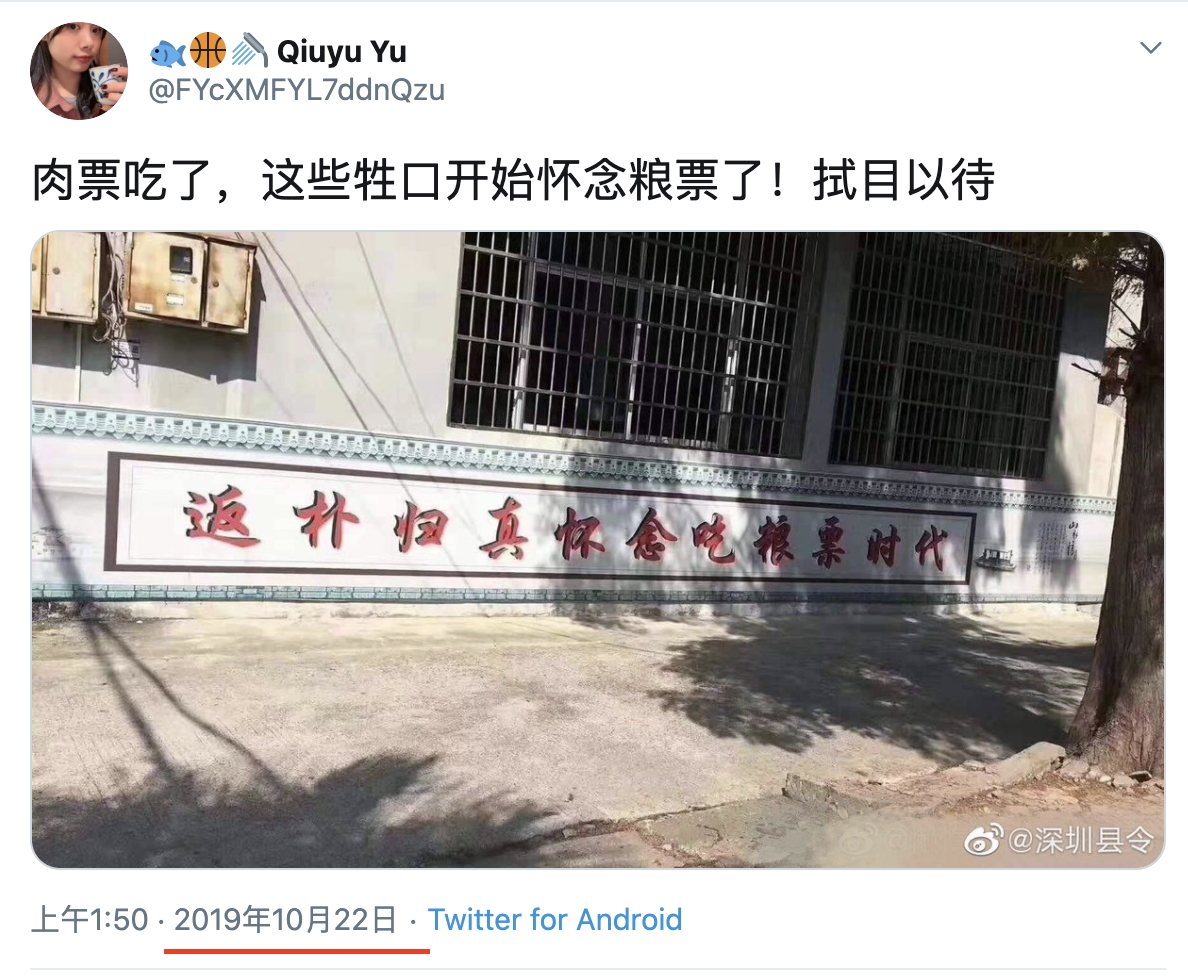 Qiuyu Yu
@FYcXMFYL7ddnQzu
肉票吃了，这些牲口开始怀念粮票了！拭目以待
返朴归真怀念吃粮票时代
@深圳县令
上午1:50 · 2019年10月22日 · Twitter for Android